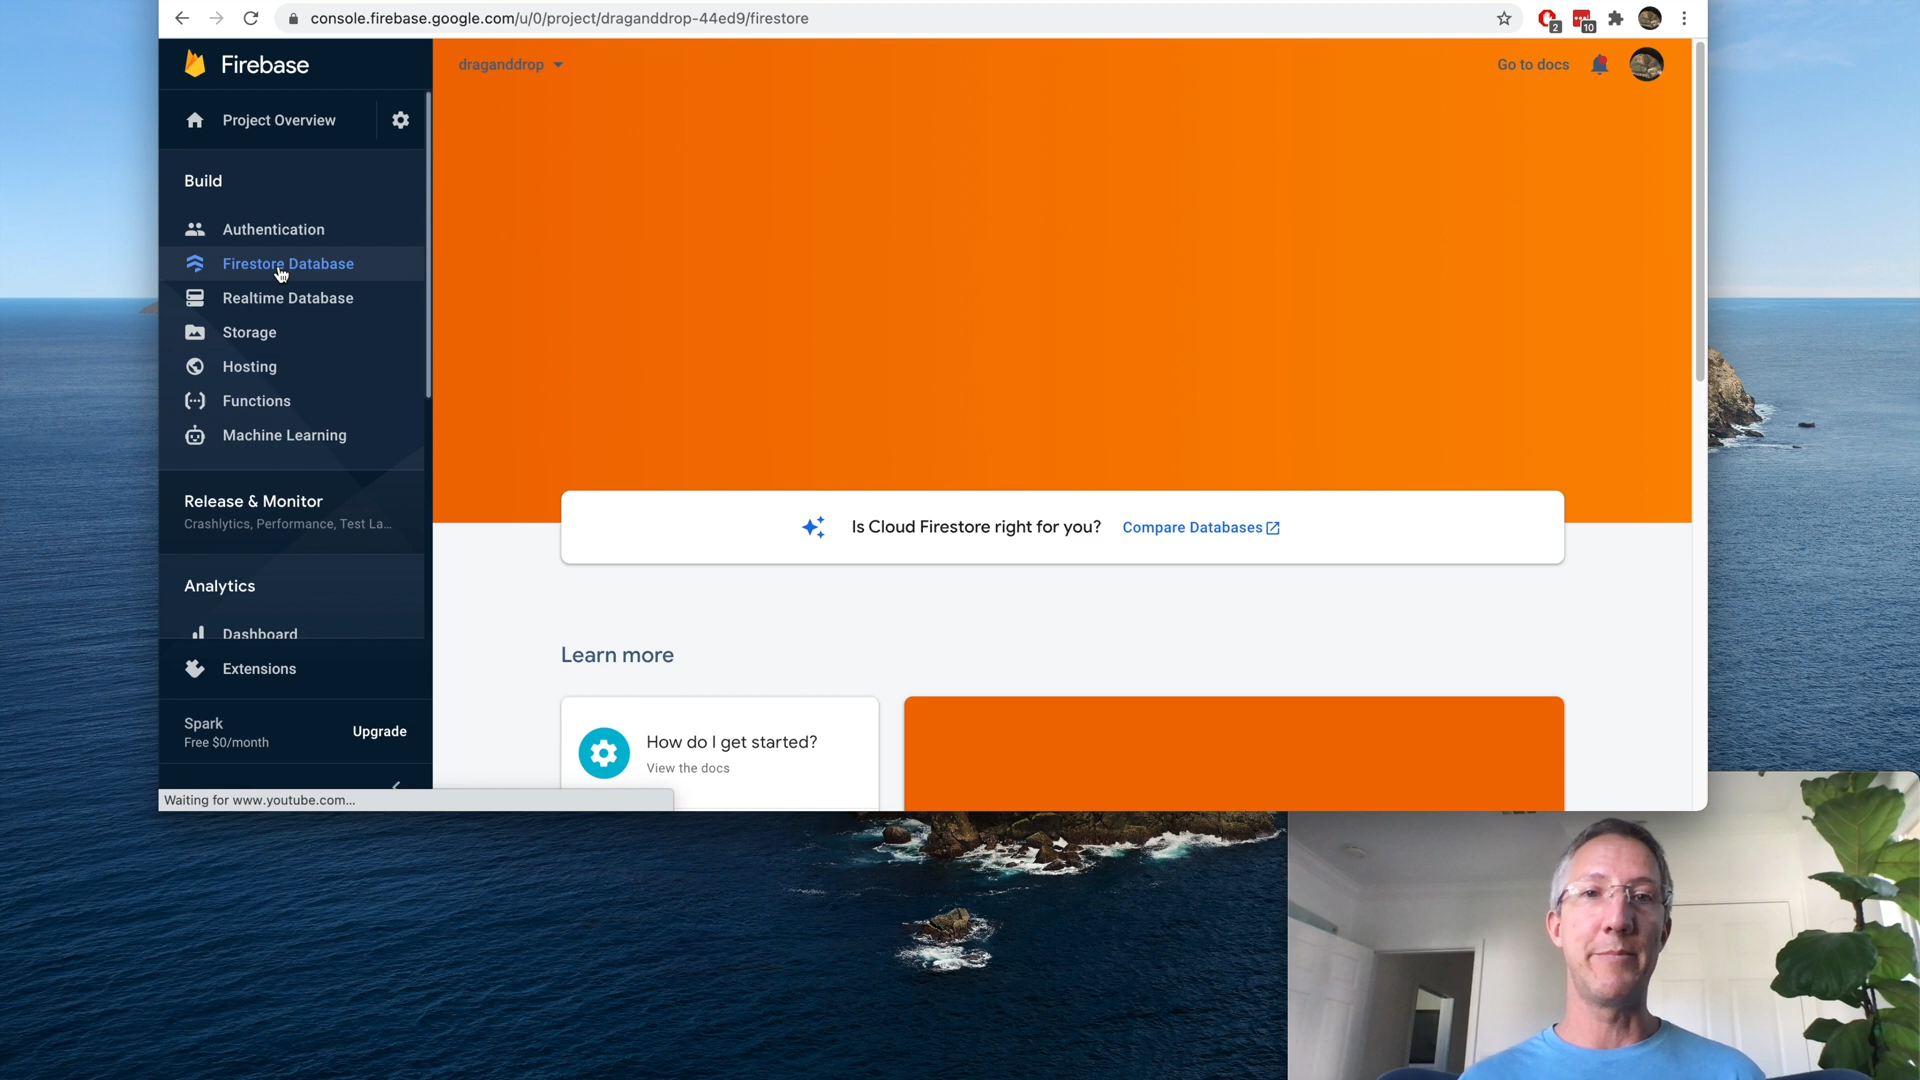 console.firebase.google.com/u/0/project/draganddrop-44ed9/firestore
2
10
Firebase
draganddrop
Go to docs
Project Overview
Build
Authentication
Firestore Database
Realtime Database
Storage
Hosting
Functions
Machine Learning
Release & Monitor
Crashlytics, Performance, Test La...
Analytics
Dashboard
Extensions
Spark
Free $0/month
Upgrade
Is Cloud Firestore right for you? Compare Databases
Learn more
How do I get started?
View the docs
Waiting for www.youtube.com...